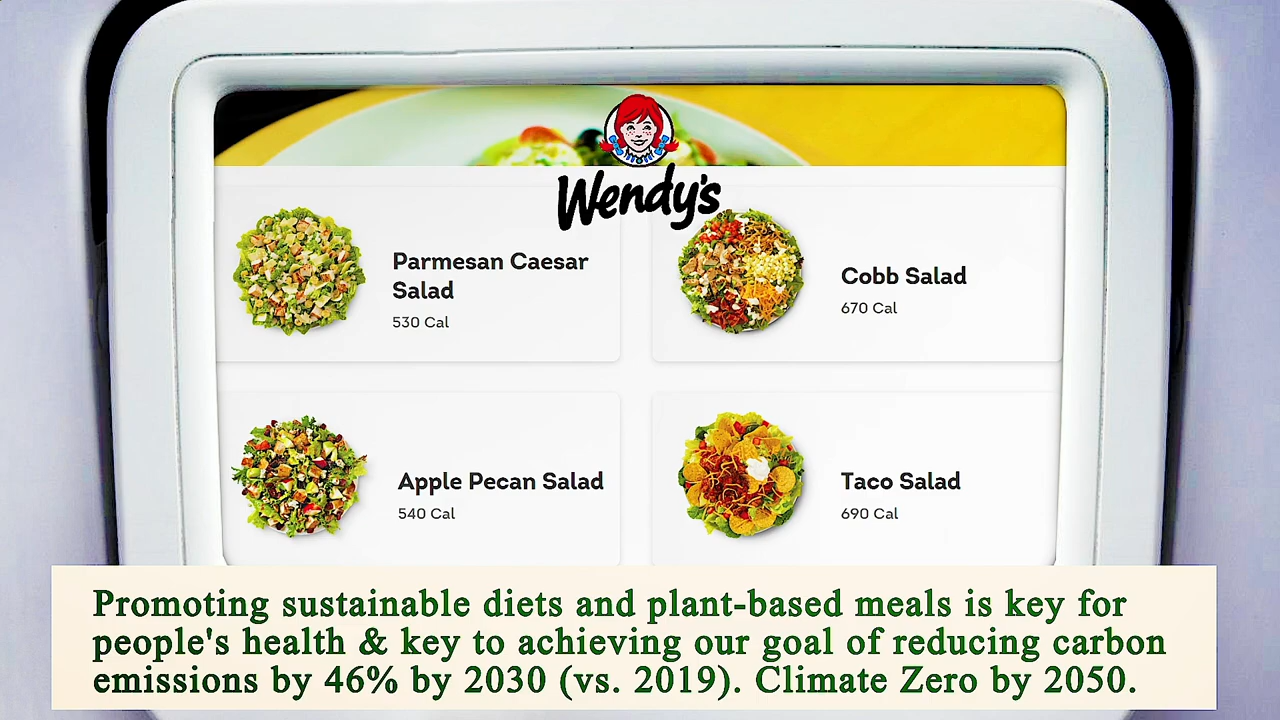 Wendy's
Parmesan Caesar
Salad
530 Cal
Cobb Salad
670 Cal
Apple Pecan Salad
540 Cal
Taco Salad
690 Cal
Promoting sustainable diets and plant-based meals is key for
people's health & key to achieving our goal of reducing carbon
emissions by 46% by 2030 (vs. 2019). Climate Zero by 2050.